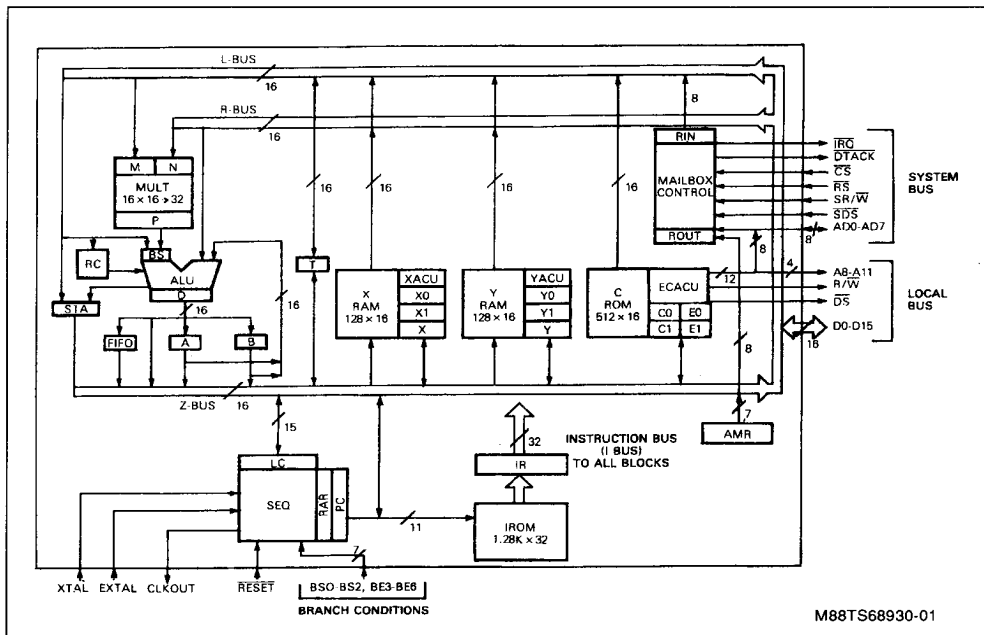 L-BUS
16
8
R-BUS
16
RIN
IRQ
DTACK
CS
RS
SR/W
SDS
AD0-AD7
SYSTEM
BUS
MAILBOX
CONTROL
ROUT
8
8
M N
MULT
16 × 16 → 32
P
16
16
16
16
RC
BS
ALU
D
STA
16
16
T
FIFO
A
B
X
RAM
128 × 16
XACU
X0
X1
X
Y
RAM
128 × 16
YACU
Y0
Y1
Y
C
ROM
512 × 16
ECACU
C0 E0
C1 E1
12
4
A8-A11
R/W
DS
D0-D15
16
LOCAL
BUS
8
7
AMR
Z-BUS
16
15
32
INSTRUCTION BUS
(I BUS)
TO ALL BLOCKS
IR
LC
SEQ
RAR
PC
11
IROM
1.28K × 32
7
XTAL EXTAL CLKOUT RESET
BSO-BS2, BE3-BE6
BRANCH CONDITIONS
M88TS68930-01